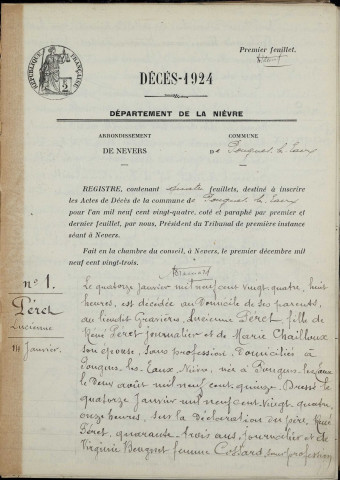 Premier feuillet.
RÉPUBLIQUE FRANÇAISE
DÉCÈS-1924
DÉPARTEMENT DE LA NIÈVRE
ARRONDISSEMENT
DE NEVERS
COMMUNE
DE Pougues-les-Eaux
REGISTRE, contenant feuillets, destiné à inscrire
les Actes de Décès de la commune de Pougues-les-Eaux
pour l'an mil neuf cent vingt-quatre, coté et paraphé par premier et
dernier feuillet, par nous, Président du Tribunal de première instance
séant à Nevers.
Fait en la chambre du conseil, à Nevers, le premier décembre mil
neuf cent vingt-trois.
n° 1
Péret
Lucienne
14 Janvier.
Le quatorze Janvier mil neuf cent vingt quatre, huit
heures, est décédée au domicile de ses parents,
au lieudit Gravière, Lucienne Péret fille de
René Péret journalier et de Marie Chailloux
son épouse, sans profession, domiciliés à
Pougues-les-Eaux, Nièvre, née à Pougues-les-Eaux
le deux août mil neuf cent quinze. Dressé le
quatorze Janvier mil neuf cent vingt quatre,
onze heures, sur la déclaration du père René
Péret, quarante-trois ans, journalier et de
Virginie femme Cossard, sans profession